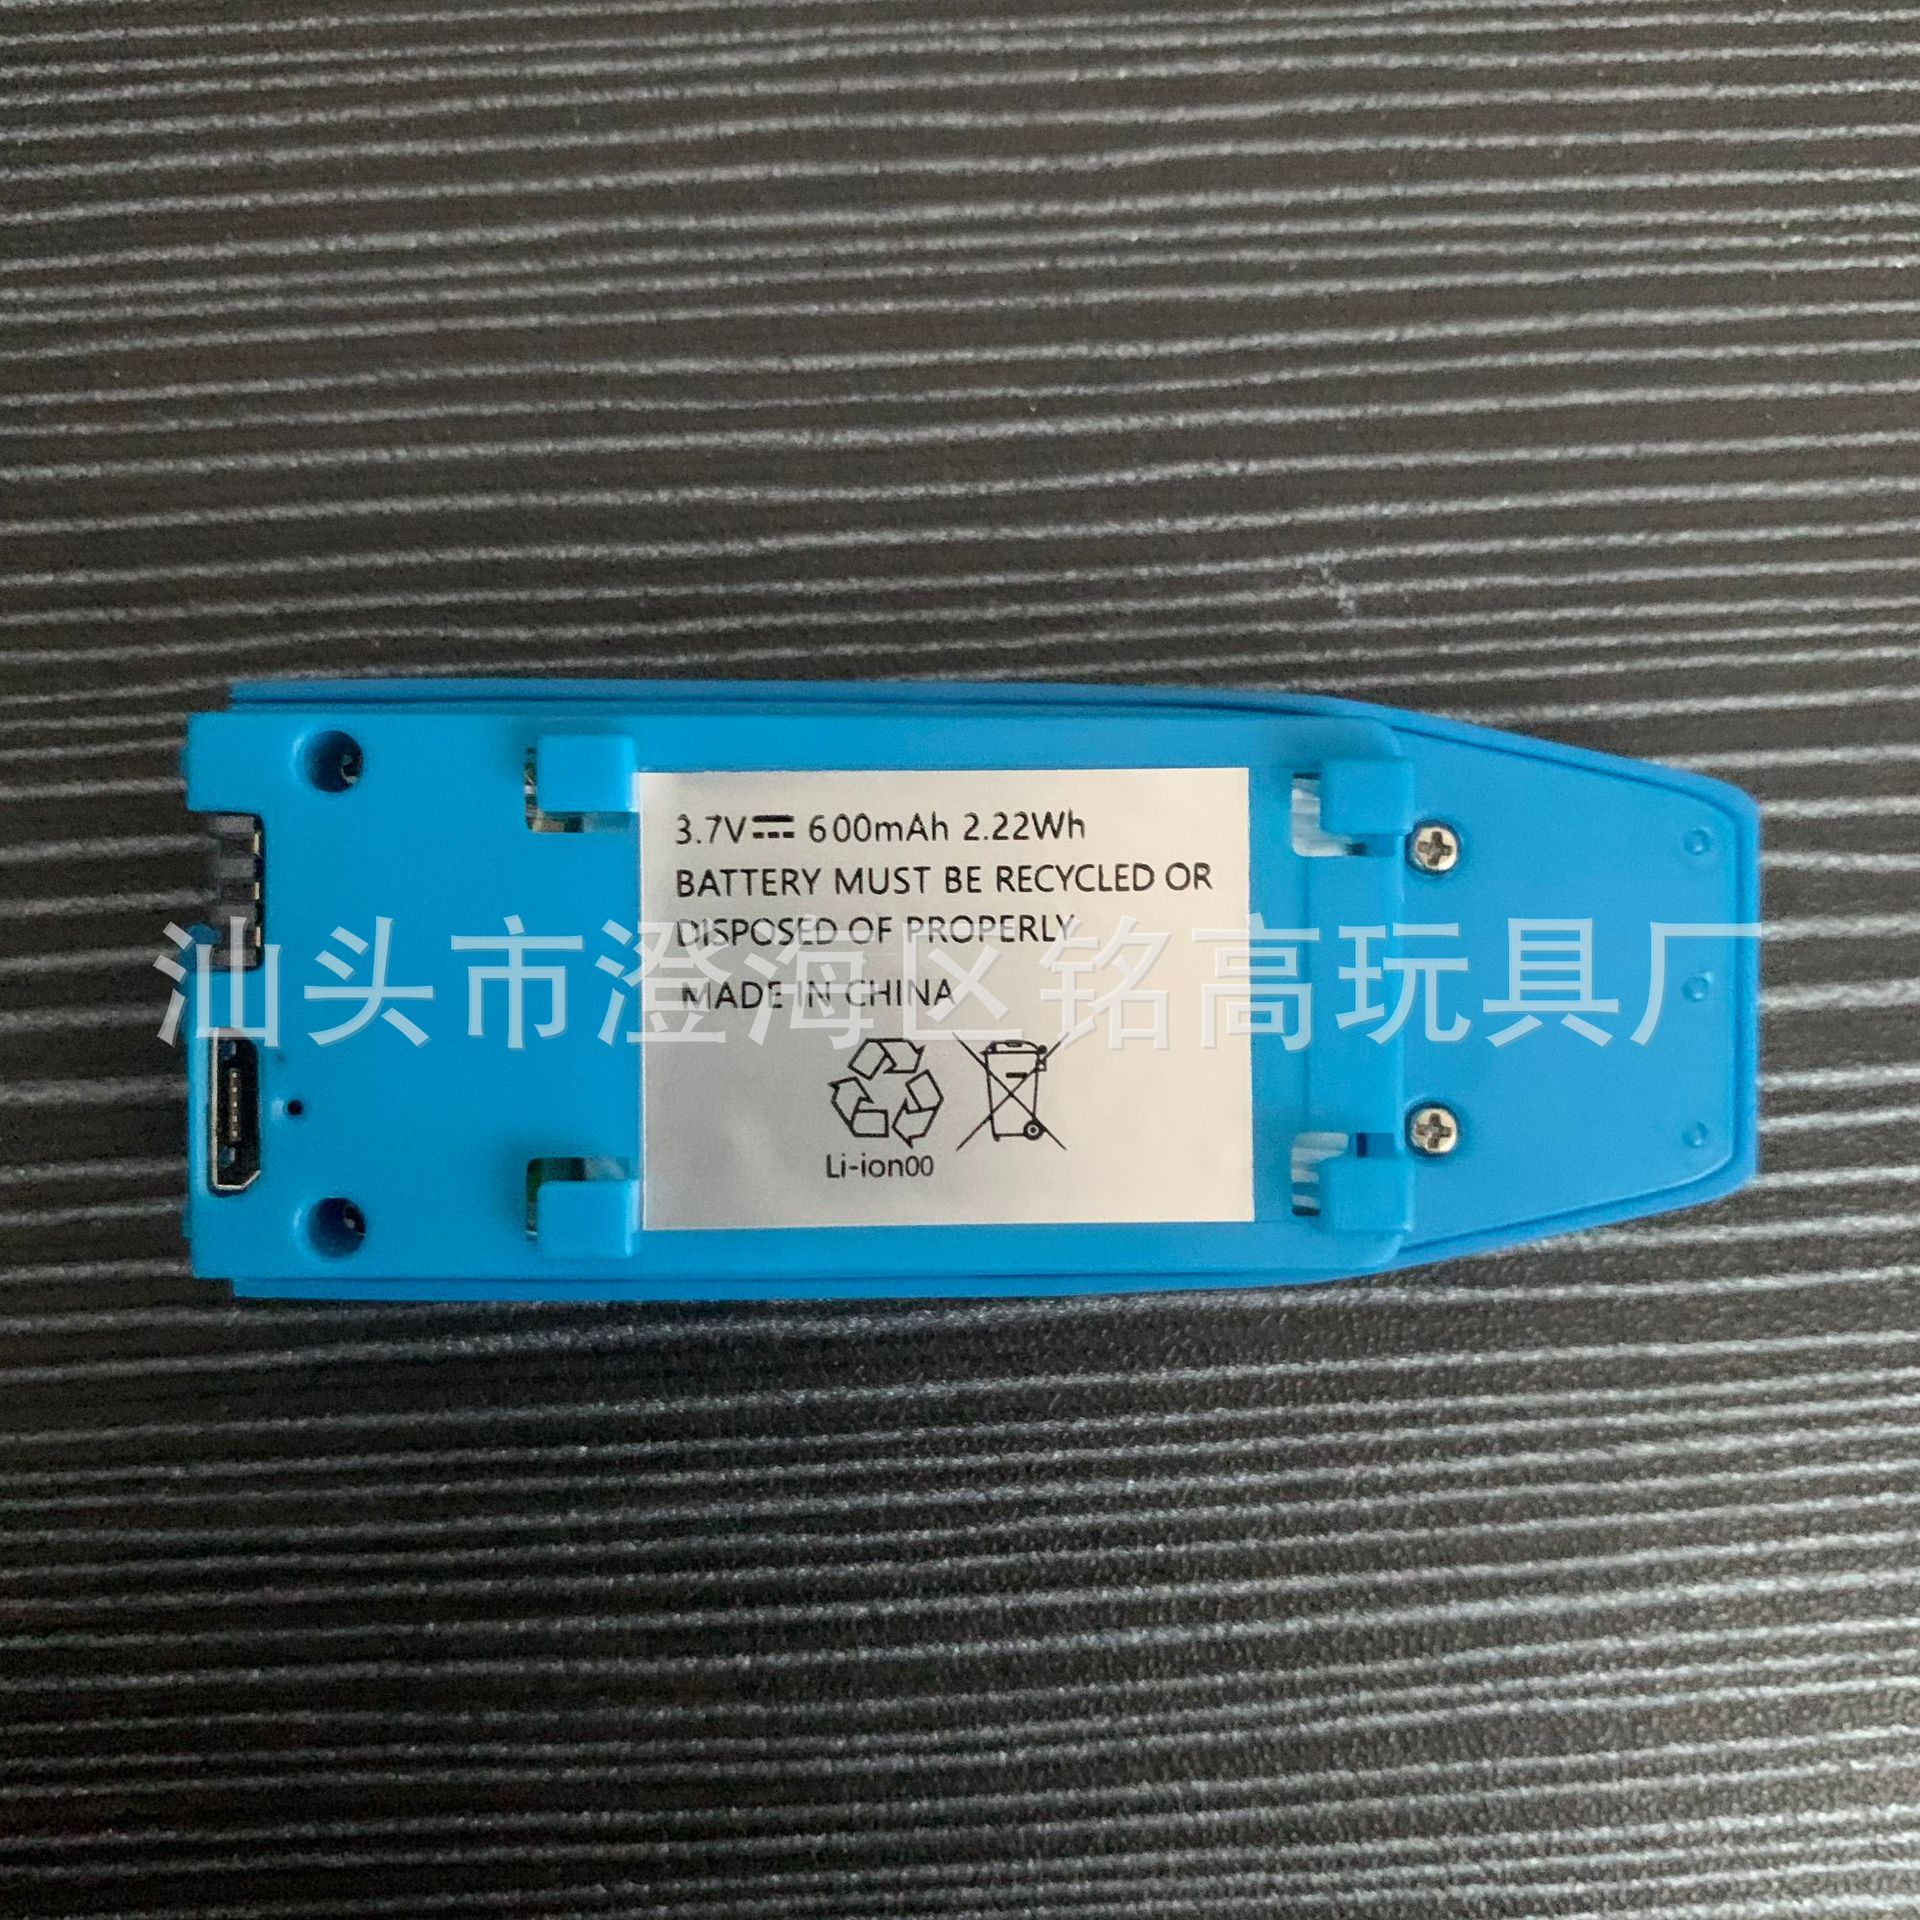 3.7V⎓ 600mAh 2.22Wh
BATTERY MUST BE RECYCLED OR
DISPOSED OF PROPERLY
汕头市澄海区铭高玩具厂
MADE IN CHINA
Li-ion00